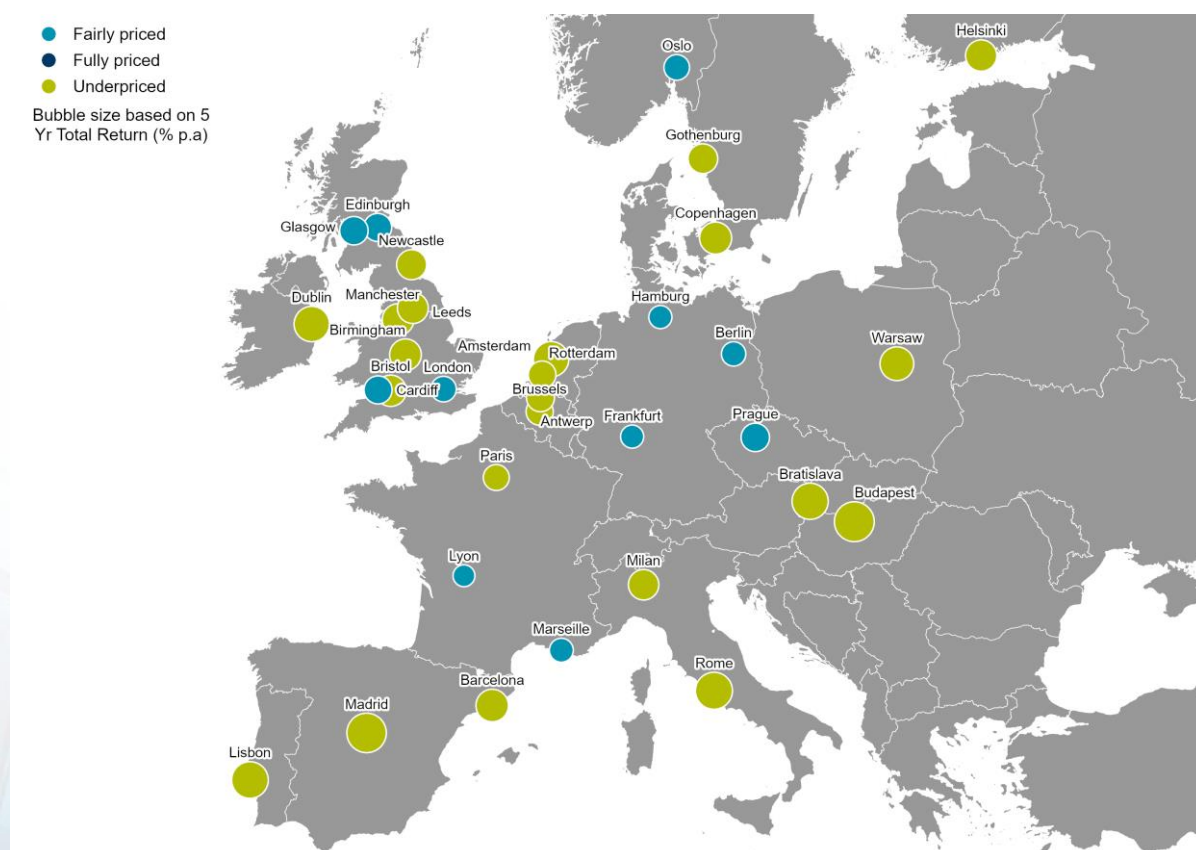 Fairly priced
Fully priced
Underpriced
Bubble size based on 5
Yr Total Return (% p.a)
Oslo
Helsinki
Gothenburg
Copenhagen
Edinburgh
Glasgow
Newcastle
Dublin
Manchester
Leeds
Birmingham
Bristol
London
Cardiff
Amsterdam
Rotterdam
Brussels
Antwerp
Hamburg
Berlin
Warsaw
Frankfurt
Prague
Paris
Bratislava
Budapest
Lyon
Milan
Marseille
Barcelona
Rome
Madrid
Lisbon